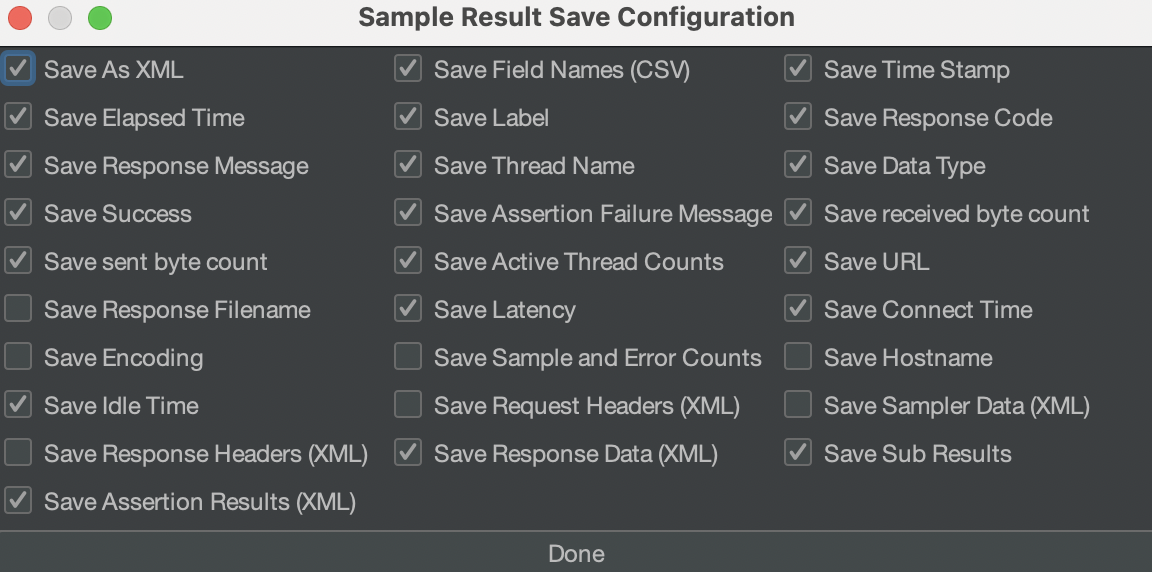 Sample Result Save Configuration
Save As XML Save Field Names (CSV) Save Time Stamp
Save Elapsed Time Save Label Save Response Code
Save Response Message Save Thread Name Save Data Type
Save Success Save Assertion Failure Message Save received byte count
Save sent byte count Save Active Thread Counts Save URL
Save Response Filename Save Latency Save Connect Time
Save Encoding Save Sample and Error Counts Save Hostname
Save Idle Time Save Request Headers (XML) Save Sampler Data (XML)
Save Response Headers (XML) Save Response Data (XML) Save Sub Results
Save Assertion Results (XML)
Done